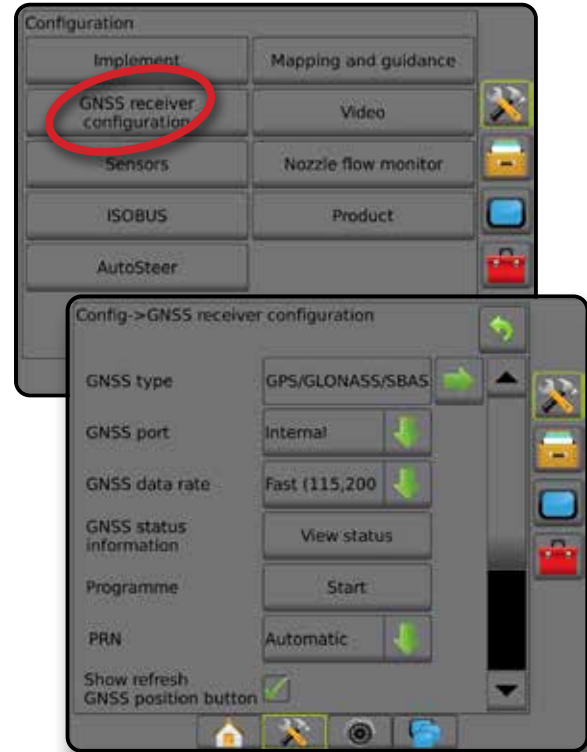 Configuration
Implement
Mapping and guidance
GNSS receiver
configuration
Video
Sensors
Nozzle flow monitor
ISOBUS
Product
AutoSteer
Config->GNSS receiver configuration
GNSS type
GPS/GLONASS/SBAS
GNSS port
Internal
GNSS data rate
Fast (115,200
GNSS status
information
View status
Programme
Start
PRN
Automatic
Show refresh
GNSS position button